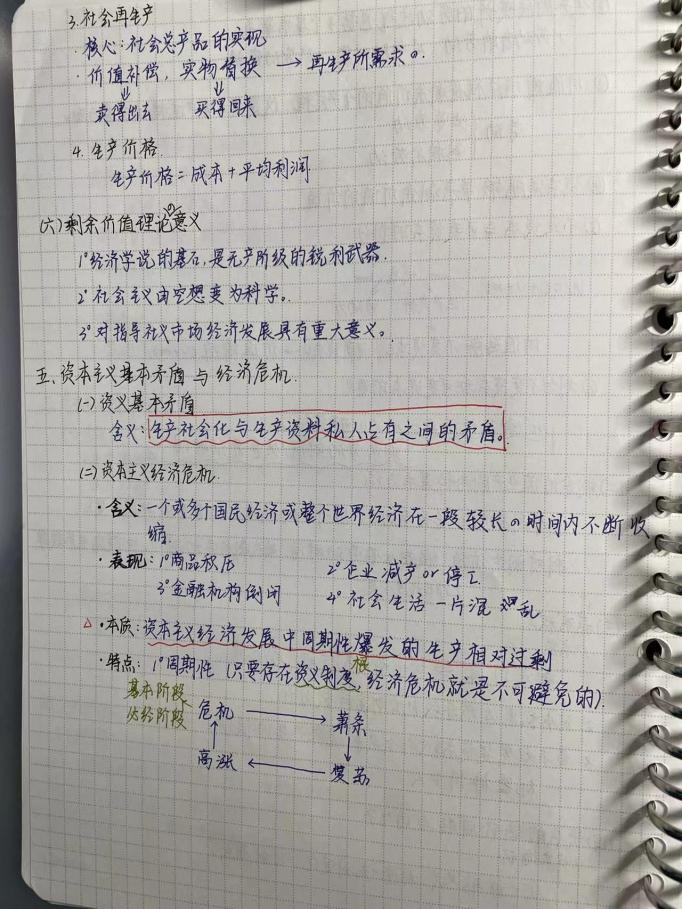 3.社会再生产
核心:社会总产品的实现
·价值补偿,实物替换 → 再生产所需求。
⇓ ⇓
卖得出去 买得回来
4.生产价格.
生产价格=成本+平均利润
(六)剩余价值理论的意义
1°经济学说的基石,是无产阶级的锐利武器.
2°社会主义由空想变为科学。
3°对指导社义市场经济发展具有重大意义。
五、资本主义基本矛盾与经济危机.
(一)资义基本矛盾
含义:生产社会化与生产资料私人占有之间的矛盾。
(二)资本主义经济危机.
·含义:一个或多个国民经济或整个世界经济在一段较长の时间内不断收
缩.
·表现:1°商品积压 2°企业减产or停工
3°金融机构倒闭 4°社会生活一片混乱
△·本质:资本主义经济发展中周期性爆发的生产相对过剩
·特点:1°周期性(只要存在资义制度,经济危机就是不可避免的).
基本阶段
必经阶段
危机 → 萧条
↑ ↓
高涨 ← 复苏